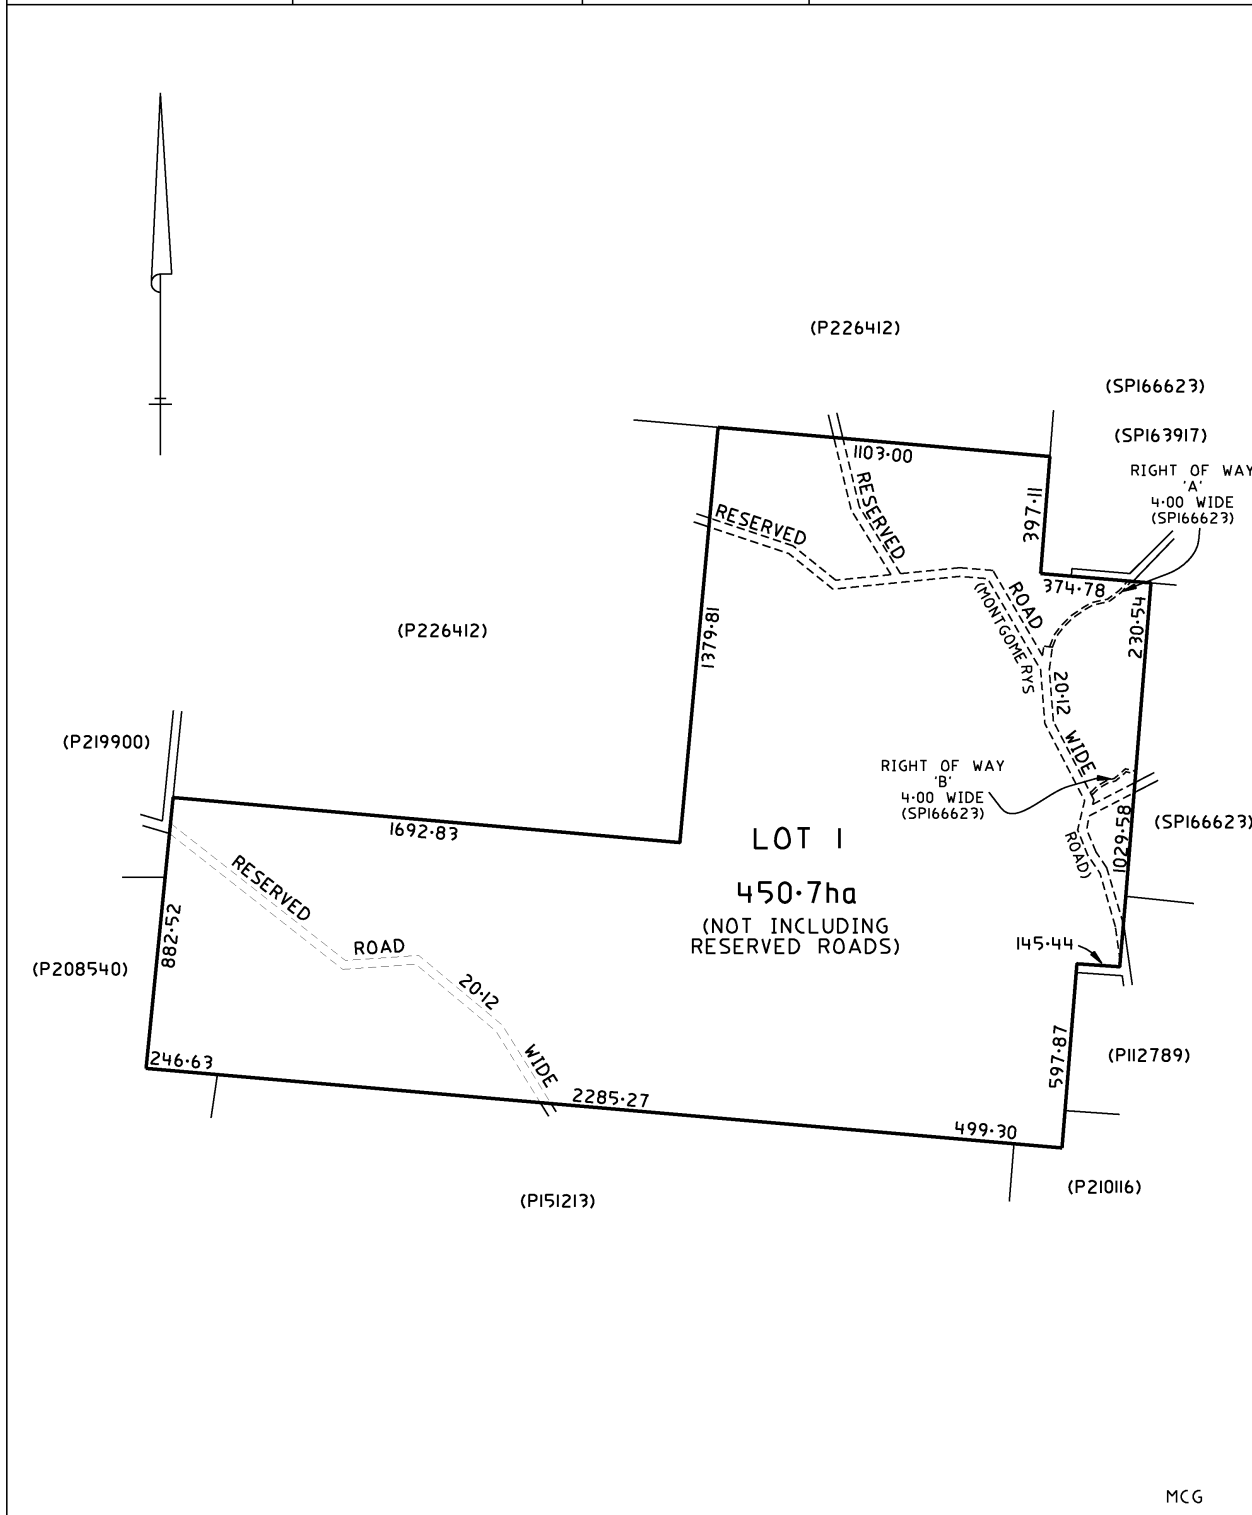 (P226412)
(SP166623)
(SP163917)
RIGHT OF WAY
'A'
4·00 WIDE
(SP166623)
1103·00
397·11
RESERVED
RESERVED
374·78
ROAD
(MONTGOMERYS
230·54
(P226412)
1379·81
20·12
WIDE
(P219900)
RIGHT OF WAY
'B'
4·00 WIDE
(SP166623)
ROAD)
1029·58
(SP166623)
1692·83
LOT 1
450·7ha
(NOT INCLUDING
RESERVED ROADS)
RESERVED
ROAD
20·12
WIDE
882·52
(P208540)
145·44
597·87
(P112789)
246·63
2285·27
499·30
(P151213)
(P210116)
MCG